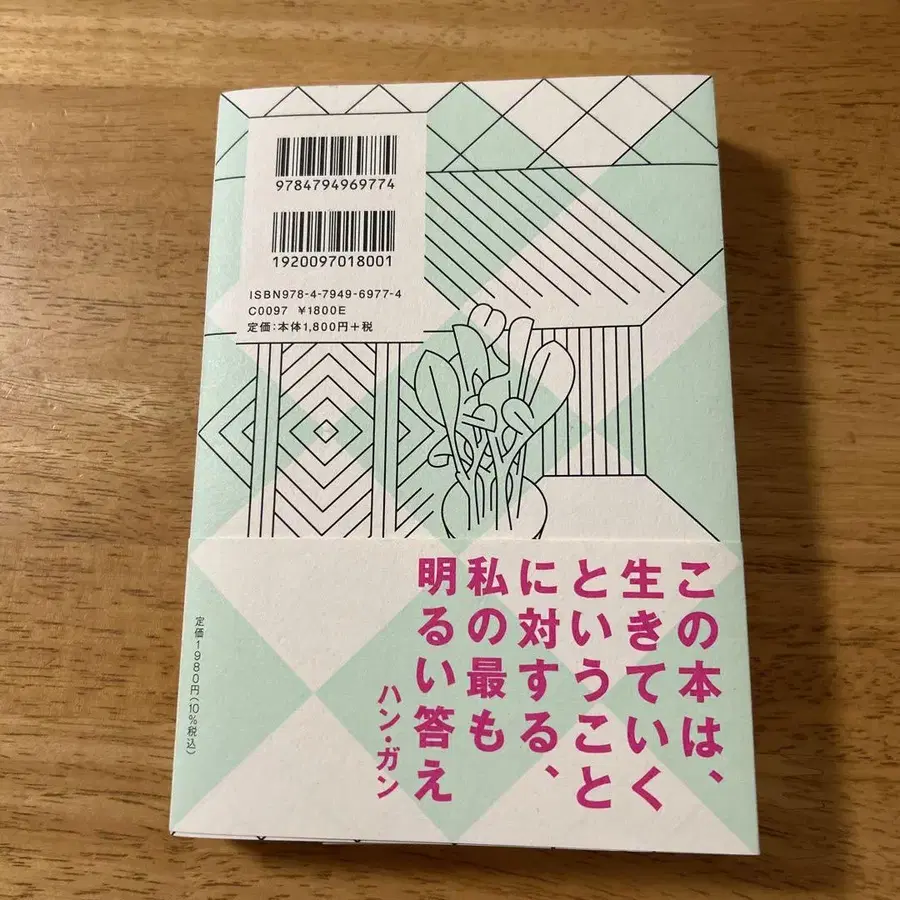 9784794969774
1920097018001
ISBN978-4-7949-6977-4
C0097 ¥1800E
定価:本体1,800円+税
この本は、
生きていく
ということ
に対する、
私の最も
明るい答え
ハン・ガン
定価1980円(10%税込)